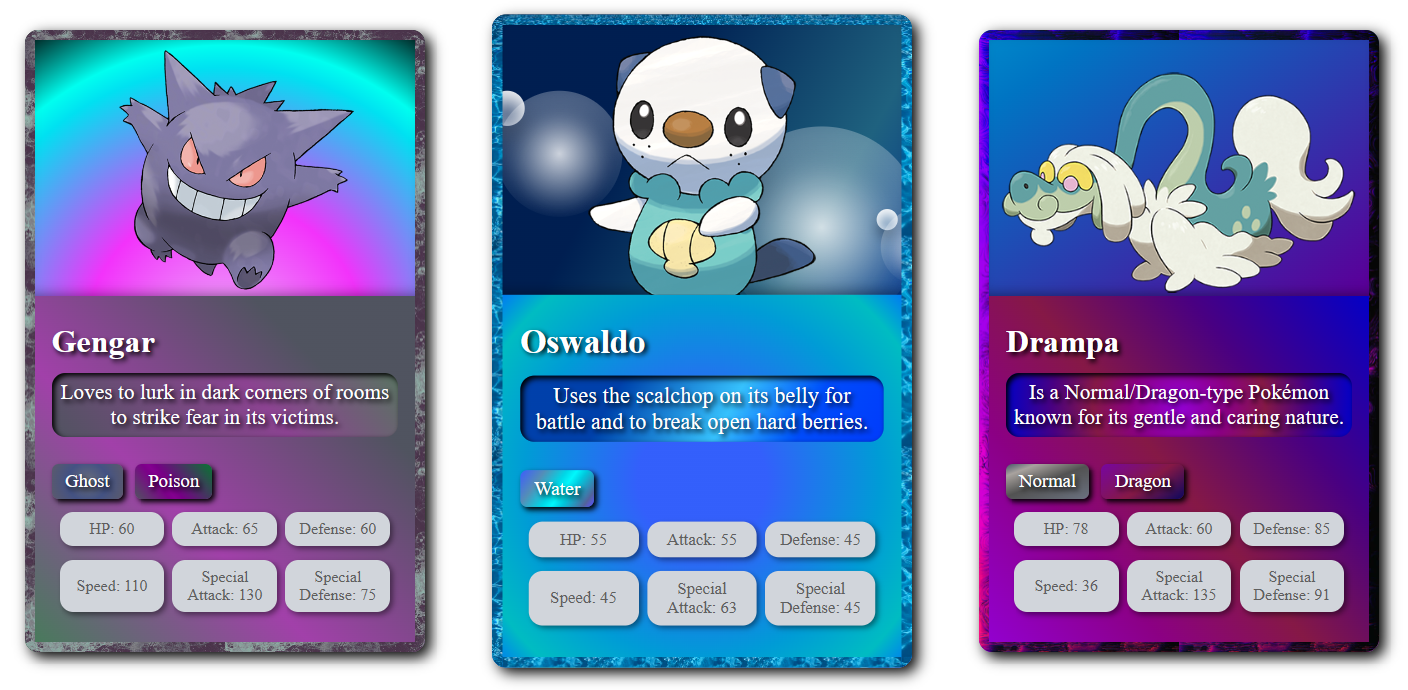 Gengar
Loves to lurk in dark corners of rooms
to strike fear in its victims.
Ghost
Poison
HP: 60
Attack: 65
Defense: 60
Speed: 110
Special
Attack: 130
Special
Defense: 75
Oswaldo
Uses the scalchop on its belly for
battle and to break open hard berries.
Water
HP: 55
Attack: 55
Defense: 45
Speed: 45
Special
Attack: 63
Special
Defense: 45
Drampa
Is a Normal/Dragon-type Pokémon
known for its gentle and caring nature.
Normal
Dragon
HP: 78
Attack: 60
Defense: 85
Speed: 36
Special
Attack: 135
Special
Defense: 91